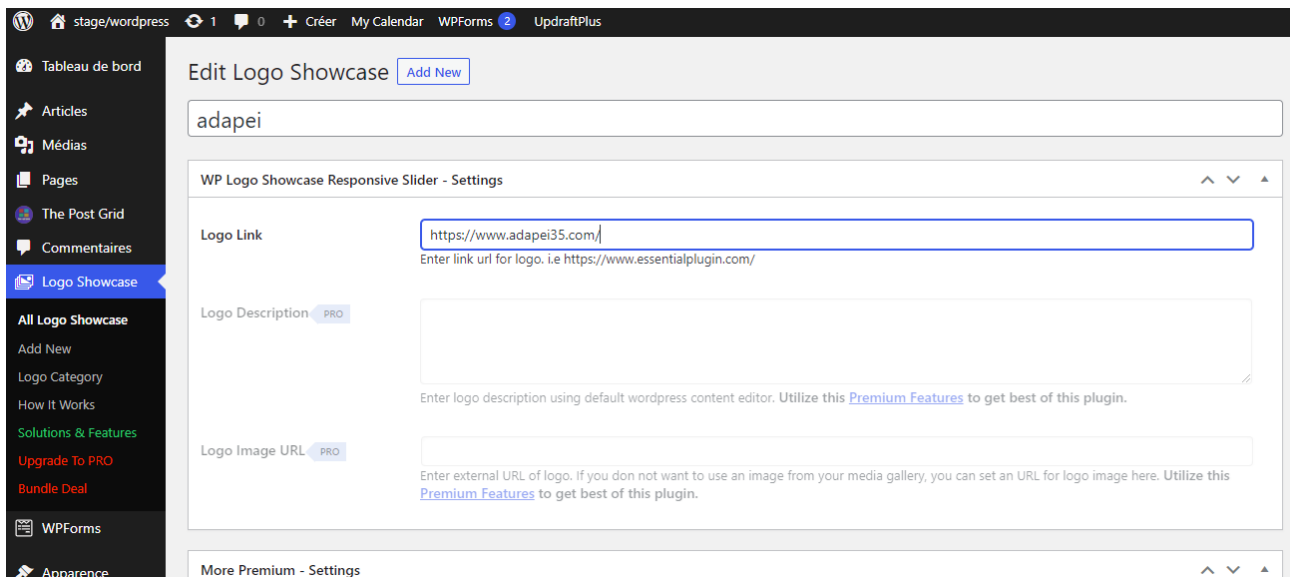 stage/wordpress 1 0 + Créer My Calendar WPForms 2 UpdraftPlus
Tableau de bord
Articles
Médias
Pages
The Post Grid
Commentaires
Logo Showcase
All Logo Showcase
Add New
Logo Category
How It Works
Solutions & Features
Upgrade To PRO
Bundle Deal
WPForms
Apparence
Edit Logo Showcase Add New
adapei
WP Logo Showcase Responsive Slider - Settings
Logo Link https://www.adapei35.com/
Enter link url for logo. i.e https://www.essentialplugin.com/
Logo Description PRO
Enter logo description using default wordpress content editor. Utilize this Premium Features to get best of this plugin.
Logo Image URL PRO
Enter external URL of logo. If you don not want to use an image from your media gallery, you can set an URL for logo image here. Utilize this
Premium Features to get best of this plugin.
More Premium - Settings